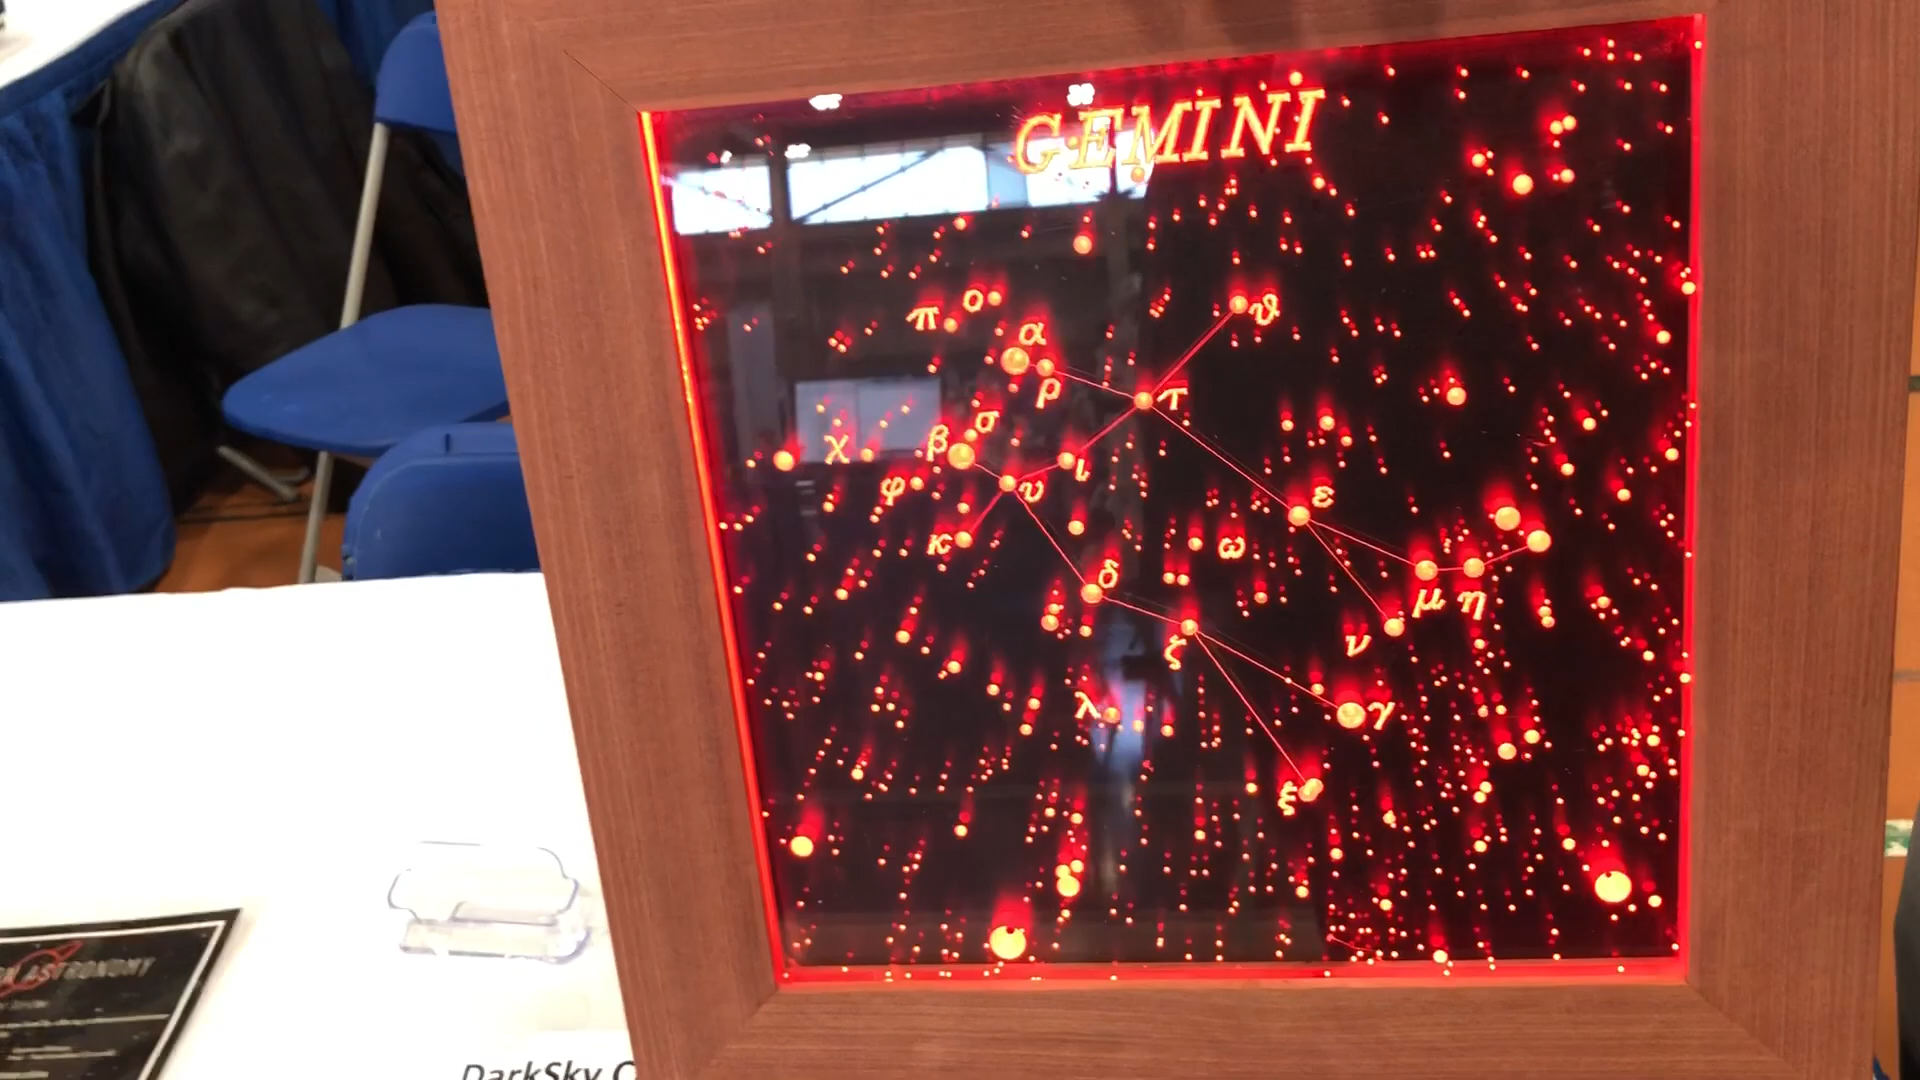 GEMINI
ϑ
π ο
α
ρ
τ
σ
β
χ
ι
φ υ
ε
κ ω
δ
μ η
ν
ζ
λ γ
ξ
ASTRONOMY
DarkSky